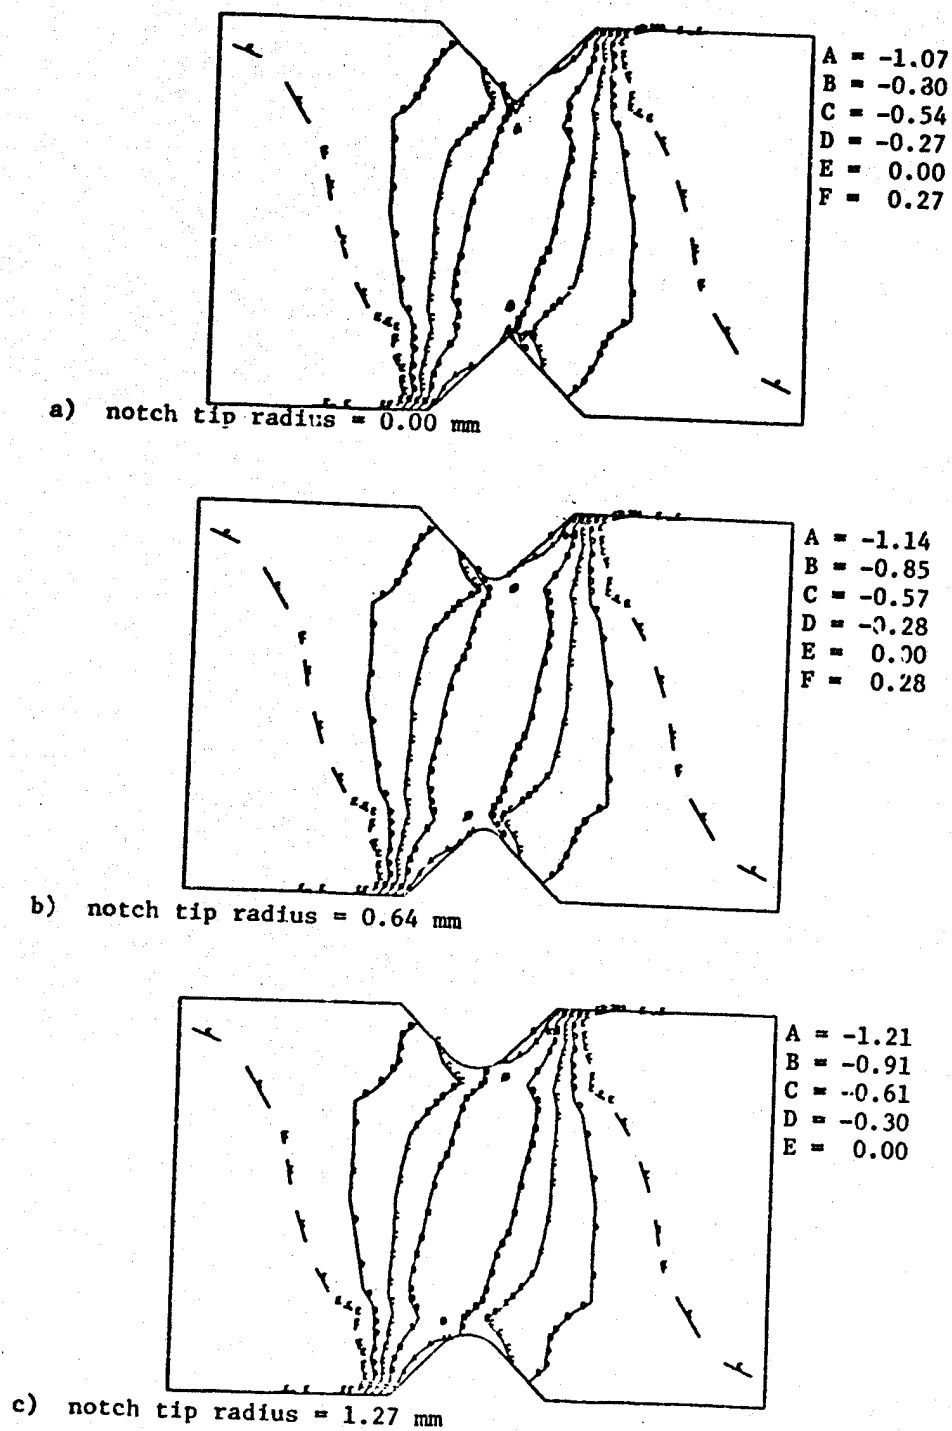 A = -1.07
B = -0.80
C = -0.54
D = -0.27
E = 0.00
F = 0.27
F
F
a) notch tip radius = 0.00 mm
A = -1.14
B = -0.85
C = -0.57
D = -0.28
E = 0.00
F = 0.28
F
F
b) notch tip radius = 0.64 mm
A = -1.21
B = -0.91
C = -0.61
D = -0.30
E = 0.00
F
F
c) notch tip radius = 1.27 mm